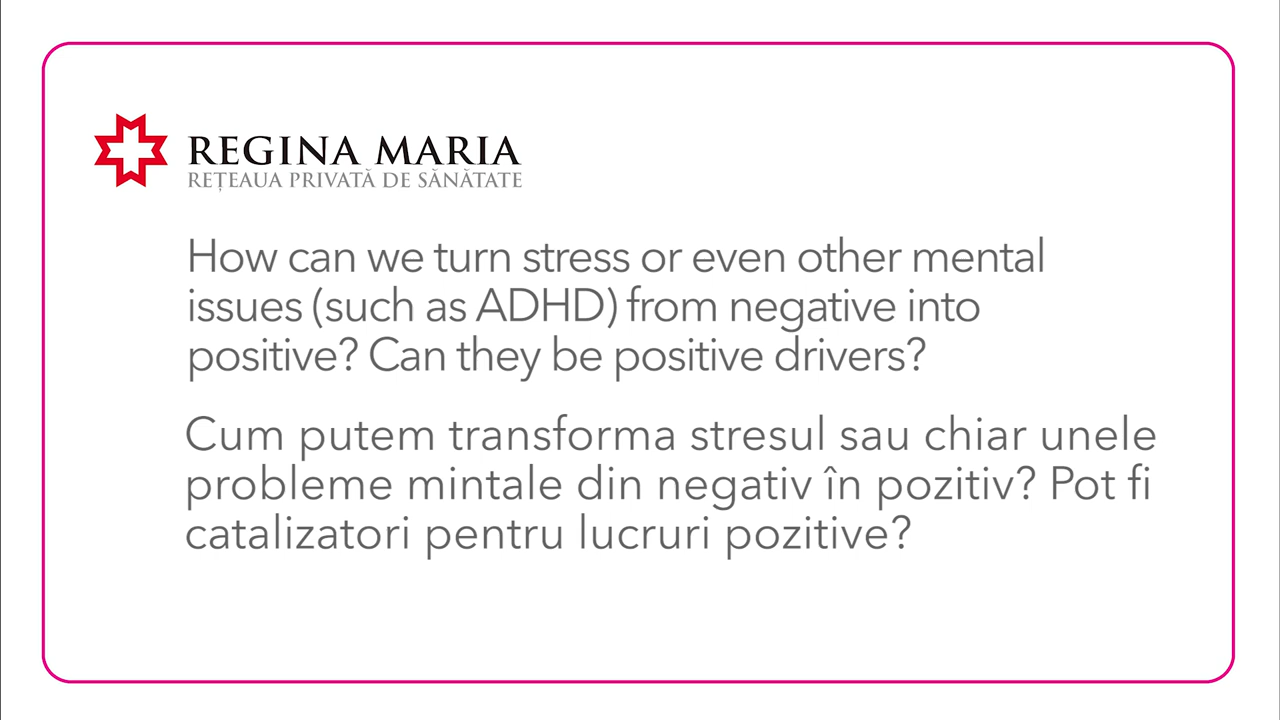 REGINA MARIA
REȚEAUA PRIVATĂ DE SĂNĂTATE
How can we turn stress or even other mental
issues (such as ADHD) from negative into
positive? Can they be positive drivers?
Cum putem transforma stresul sau chiar unele
probleme mintale din negativ în pozitiv? Pot fi
catalizatori pentru lucruri pozitive?